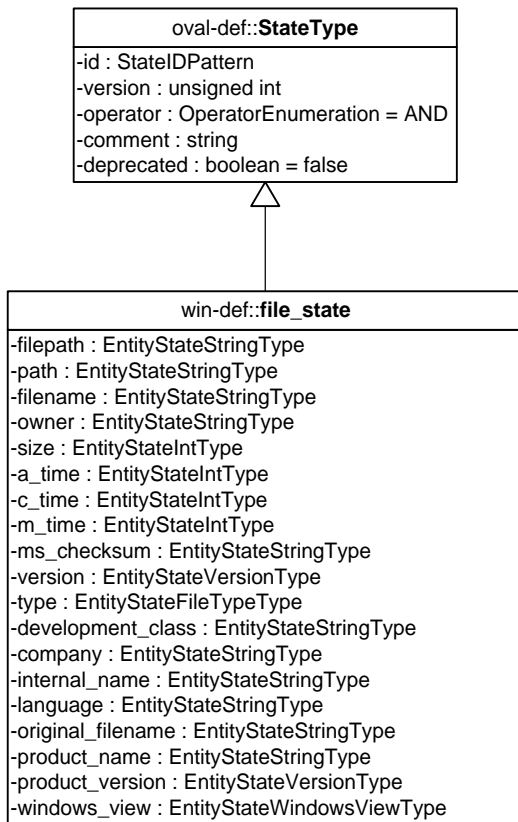 oval-def::StateType
-id : StateIDPattern
-version : unsigned int
-operator : OperatorEnumeration = AND
-comment : string
-deprecated : boolean = false
win-def::file_state
-filepath : EntityStateStringType
-path : EntityStateStringType
-filename : EntityStateStringType
-owner : EntityStateStringType
-size : EntityStateIntType
-a_time : EntityStateIntType
-c_time : EntityStateIntType
-m_time : EntityStateIntType
-ms_checksum : EntityStateStringType
-version : EntityStateVersionType
-type : EntityStateFileTypeType
-development_class : EntityStateStringType
-company : EntityStateStringType
-internal_name : EntityStateStringType
-language : EntityStateStringType
-original_filename : EntityStateStringType
-product_name : EntityStateStringType
-product_version : EntityStateVersionType
-windows_view : EntityStateWindowsViewType